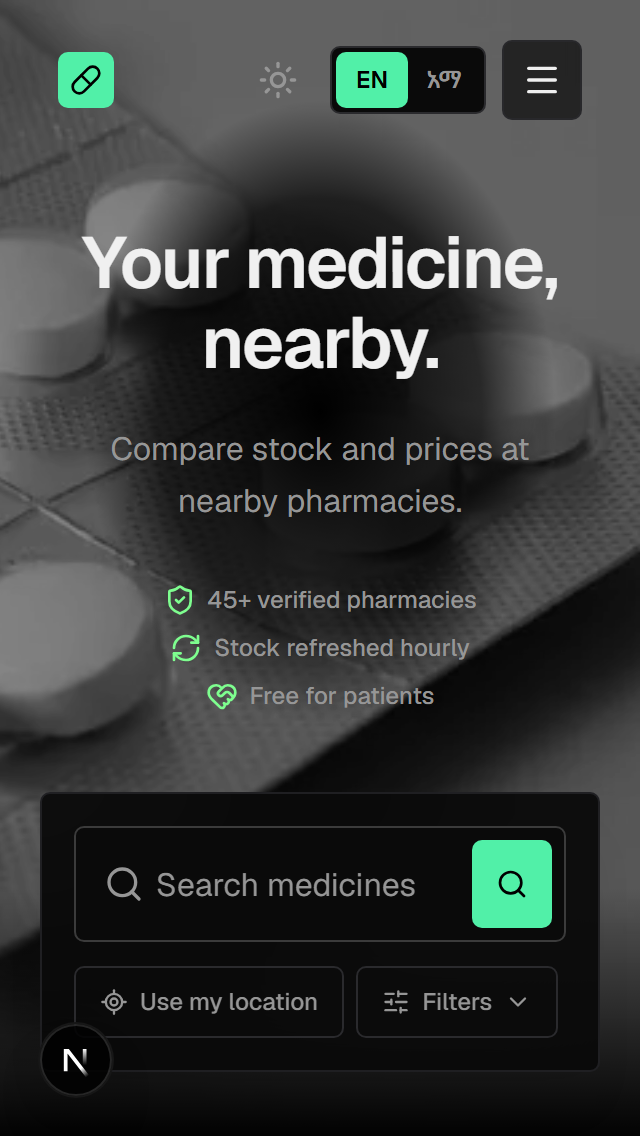 EN አማ
Your medicine,
nearby.
Compare stock and prices at
nearby pharmacies.
45+ verified pharmacies
Stock refreshed hourly
Free for patients
Search medicines
Use my location
Filters
N